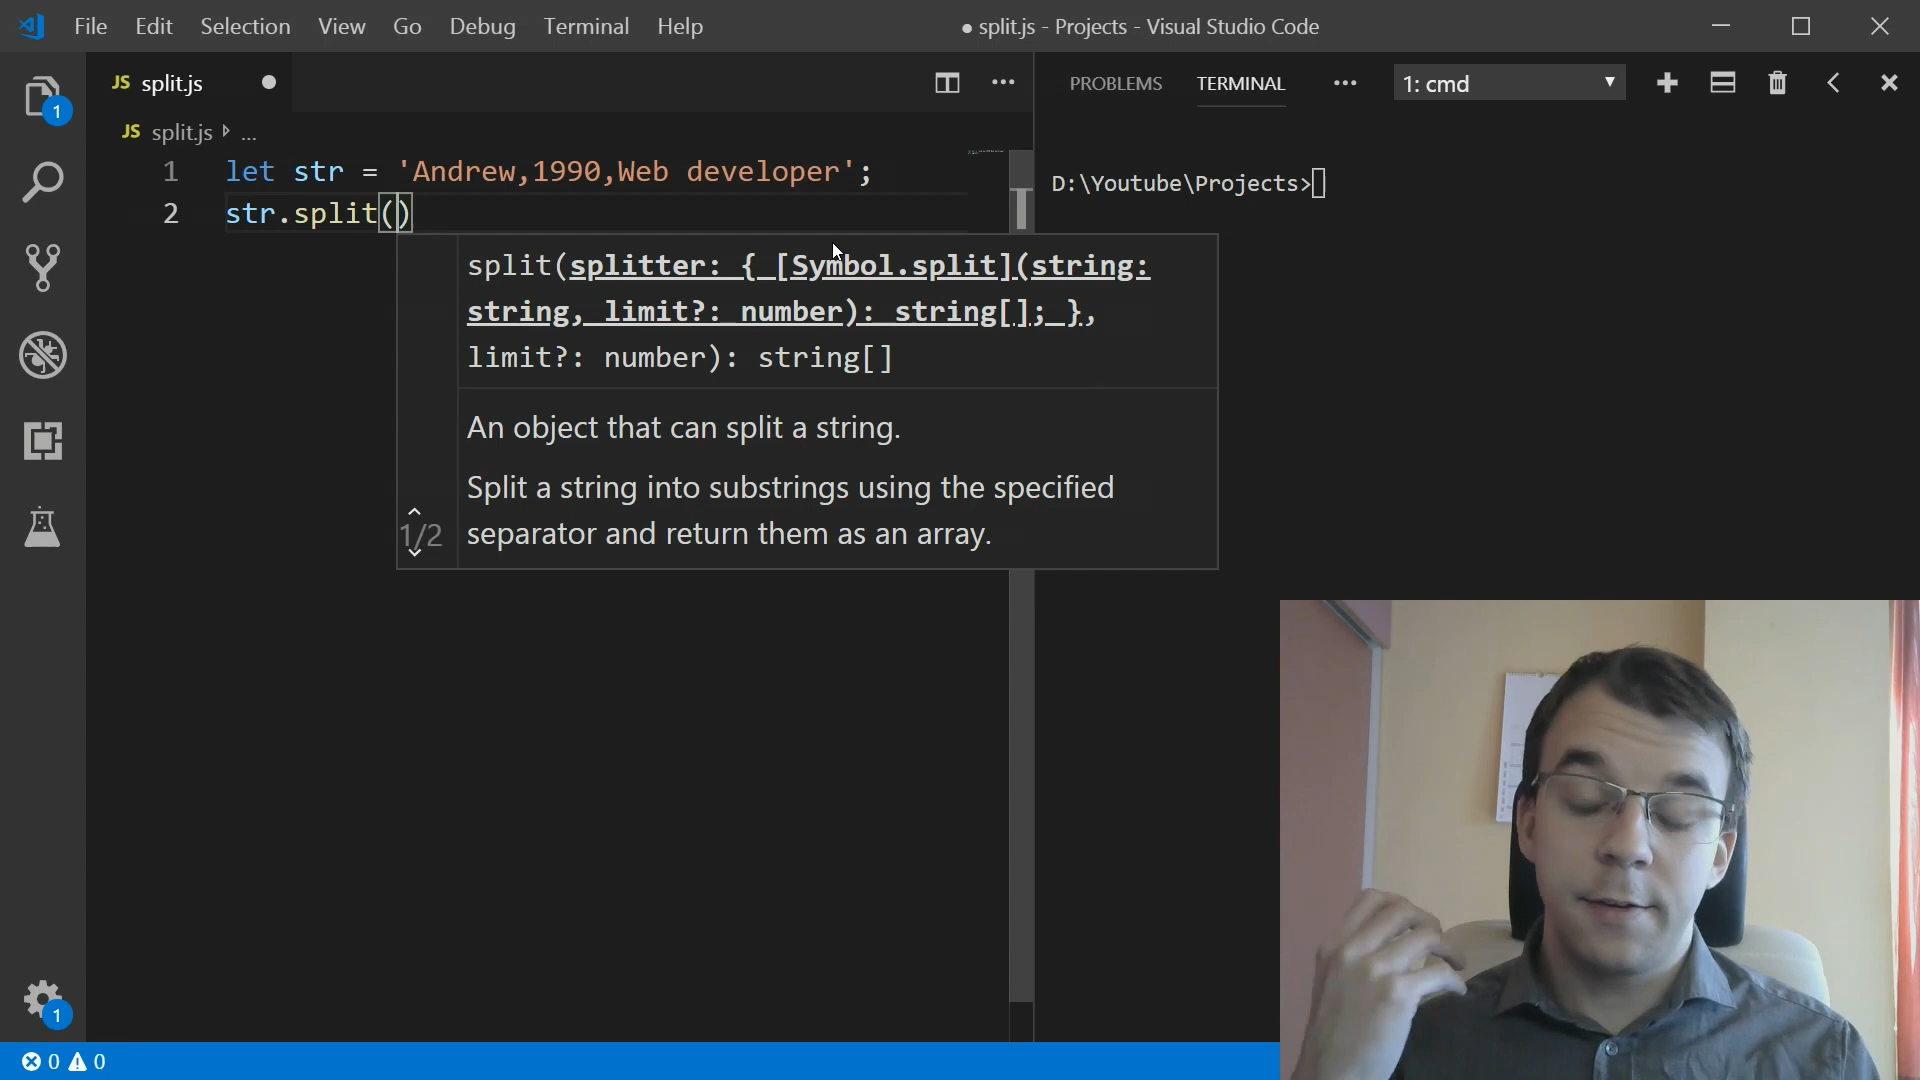 File Edit Selection View Go Debug Terminal Help
● split.js - Projects - Visual Studio Code
JS split.js ●
PROBLEMS TERMINAL ••• 1: cmd
JS split.js ...
1 let str = 'Andrew,1990,Web developer';
2 str.split()
split(splitter: { [Symbol.split](string:
string, limit?: number): string[]; },
limit?: number): string[]
An object that can split a string.
Split a string into substrings using the specified
separator and return them as an array.
1/2
D:\Youtube\Projects>
1
1
0 0